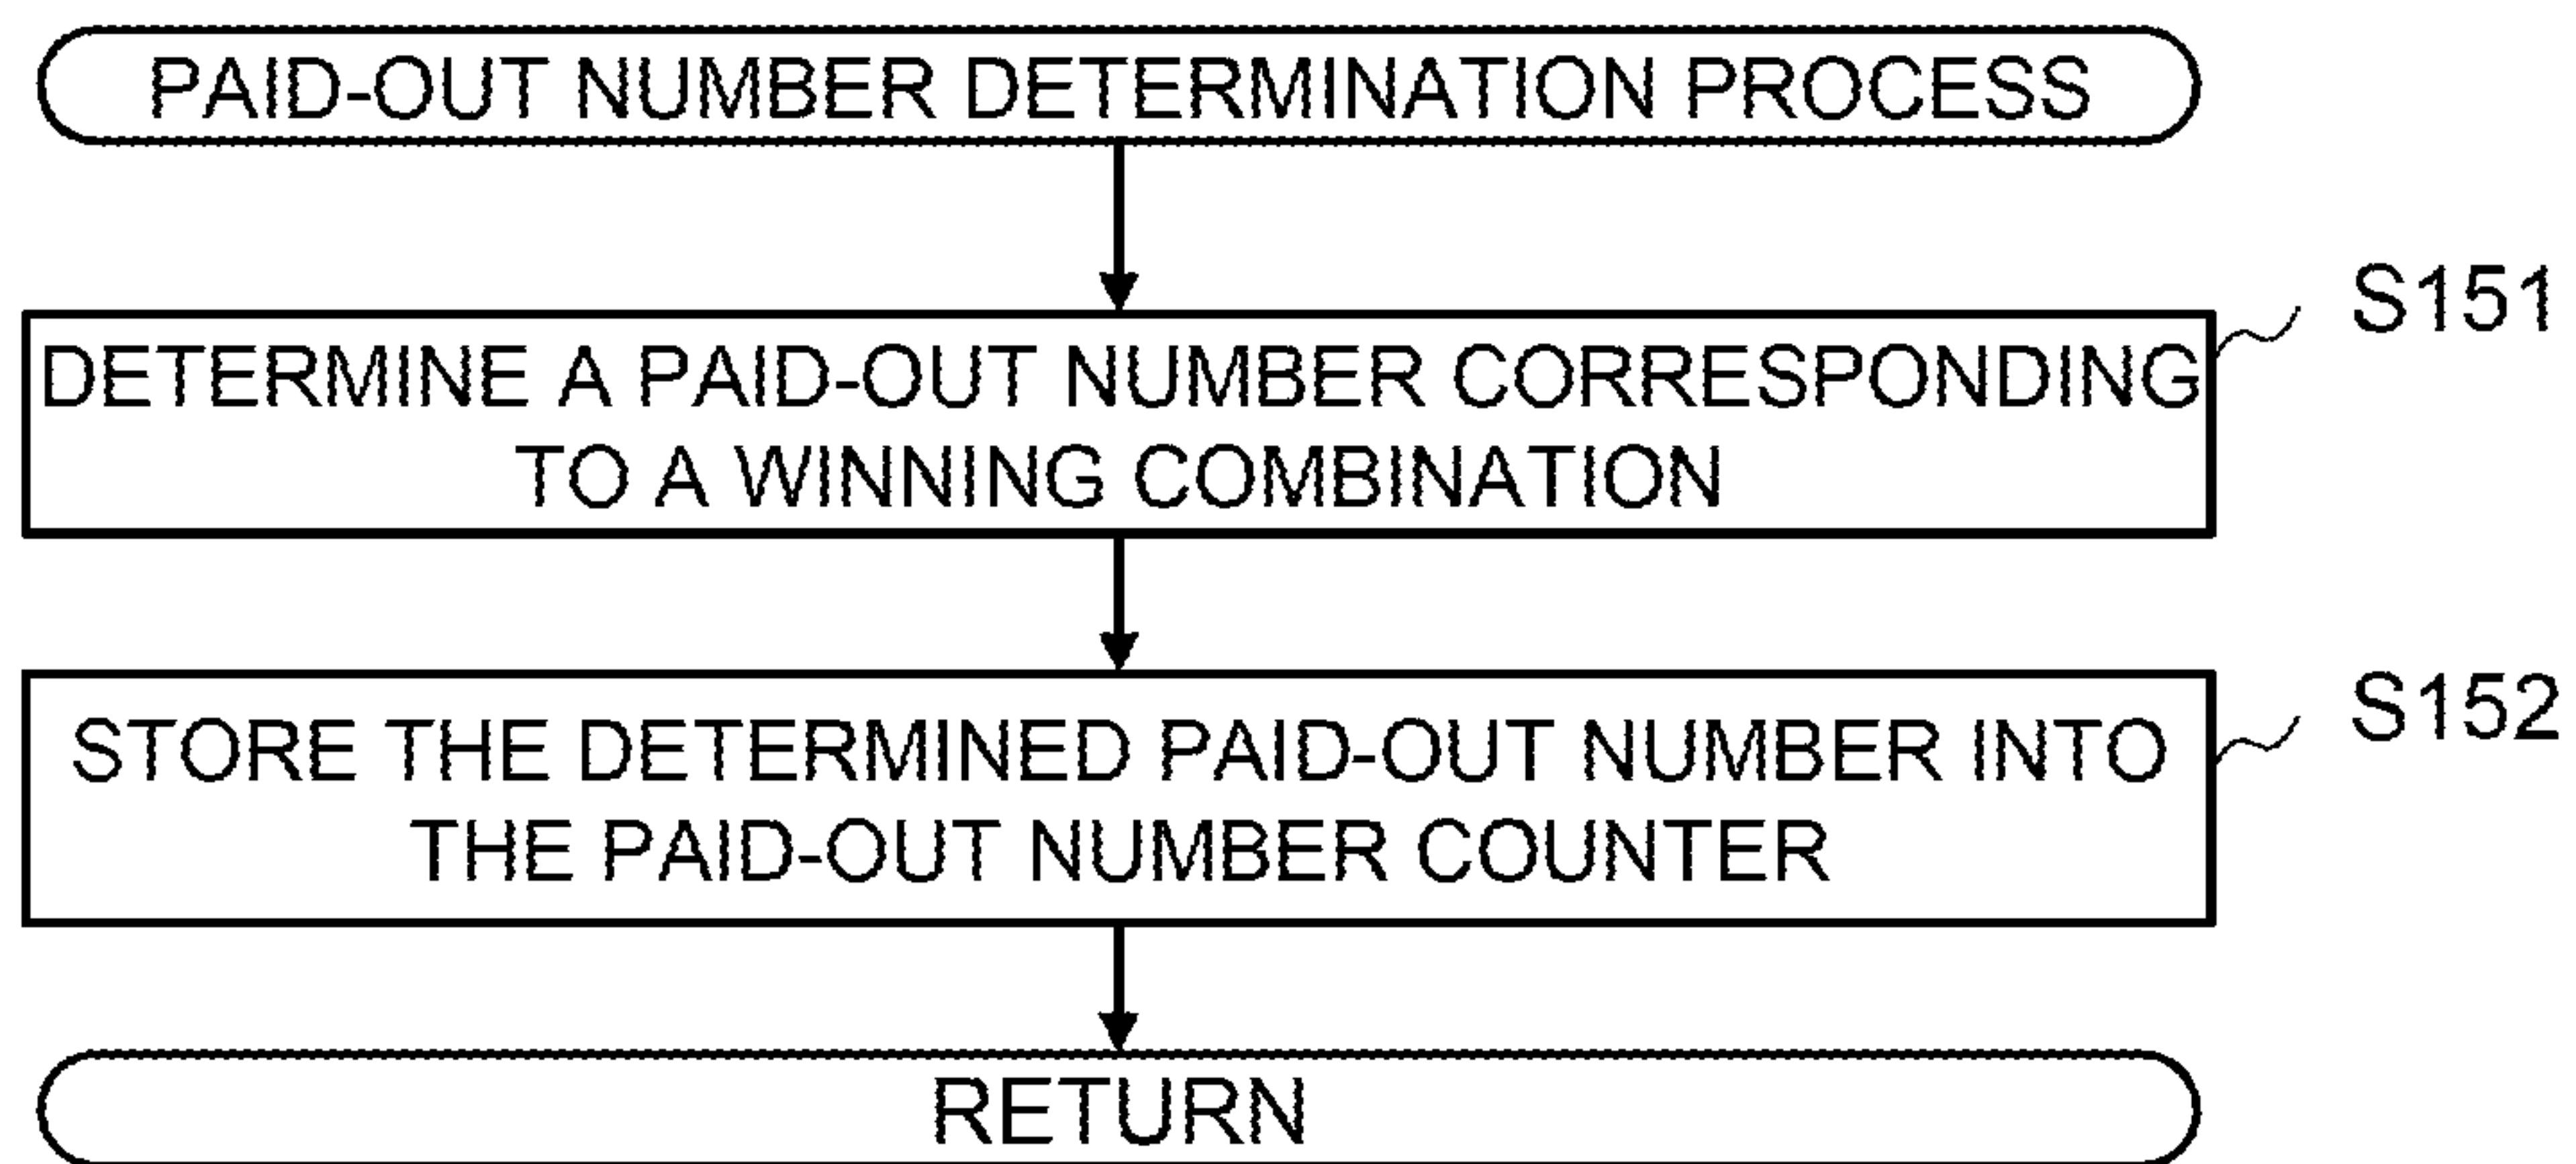 PAID-OUT NUMBER DETERMINATION PROCESS
S151
DETERMINE A PAID-OUT NUMBER CORRESPONDING
TO A WINNING COMBINATION
S152
STORE THE DETERMINED PAID-OUT NUMBER INTO
THE PAID-OUT NUMBER COUNTER
RETURN